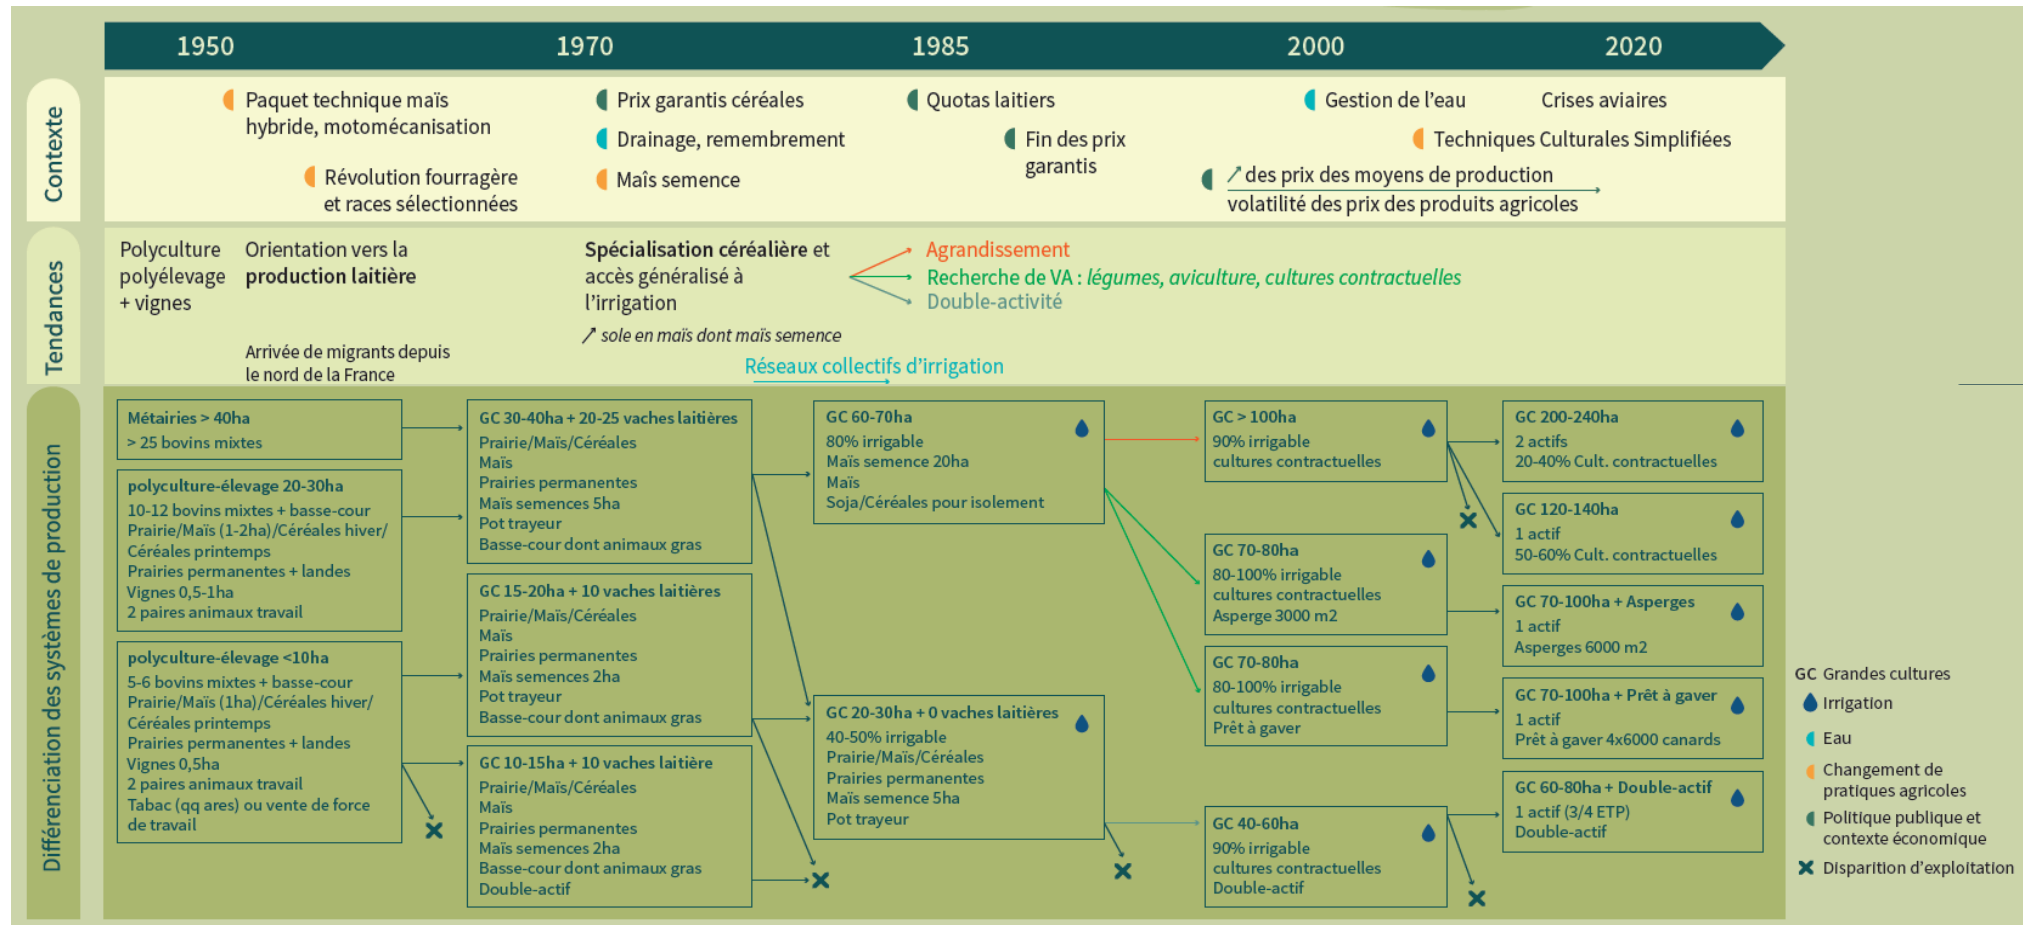 1950
1970
1985
2000
2020
Contexte
Paquet technique maïs
hybride, motomécanisation
Révolution fourragère
et races sélectionnées
Prix garantis céréales
Drainage, remembrement
Maîs semence
Quotas laitiers
Fin des prix
garantis
Gestion de l'eau
Crises aviaires
Techniques Culturales Simplifiées
↗ des prix des moyens de production
volatilité des prix des produits agricoles
Tendances
Polyculture
polyélevage
+ vignes
Orientation vers la
production laitière
Arrivée de migrants depuis
le nord de la France
Spécialisation céréalière et
accès généralisé à
l'irrigation
↗ sole en maïs dont maïs semence
Réseaux collectifs d'irrigation
Agrandissement
Recherche de VA : légumes, aviculture, cultures contractuelles
Double-activité
Différenciation des systèmes de production
Métairies > 40ha
> 25 bovins mixtes
polyculture-élevage 20-30ha
10-12 bovins mixtes + basse-cour
Prairie/Maïs (1-2ha)/Céréales hiver/
Céréales printemps
Prairies permanentes + landes
Vignes 0,5-1ha
2 paires animaux travail
polyculture-élevage <10ha
5-6 bovins mixtes + basse-cour
Prairie/Maïs (1ha)/Céréales hiver/
Céréales printemps
Prairies permanentes + landes
Vignes 0,5ha
2 paires animaux travail
Tabac (qq ares) ou vente de force
de travail
GC 30-40ha + 20-25 vaches laitières
Prairie/Maïs/Céréales
Maïs
Prairies permanentes
Maïs semences 5ha
Pot trayeur
Basse-cour dont animaux gras
GC 15-20ha + 10 vaches laitières
Prairie/Maïs/Céréales
Maïs
Prairies permanentes
Maïs semences 2ha
Pot trayeur
Basse-cour dont animaux gras
GC 10-15ha + 10 vaches laitière
Prairie/Maïs/Céréales
Maïs
Prairies permanentes
Maïs semences 2ha
Basse-cour dont animaux gras
Double-actif
GC 60-70ha
80% irrigable
Maïs semence 20ha
Maïs
Soja/Céréales pour isolement
GC 20-30ha + 0 vaches laitières
40-50% irrigable
Prairie/Maïs/Céréales
Prairies permanentes
Maïs semence 5ha
Pot trayeur
GC > 100ha
90% irrigable
cultures contractuelles
GC 70-80ha
80-100% irrigable
cultures contractuelles
Asperge 3000 m2
GC 70-80ha
80-100% irrigable
cultures contractuelles
Prêt à gaver
GC 40-60ha
90% irrigable
cultures contractuelles
Double-actif
GC 200-240ha
2 actifs
20-40% Cult. contractuelles
GC 120-140ha
1 actif
50-60% Cult. contractuelles
GC 70-100ha + Asperges
1 actif
Asperges 6000 m2
GC 70-100ha + Prêt à gaver
1 actif
Prêt à gaver 4x6000 canards
GC 60-80ha + Double-actif
1 actif (3/4 ETP)
Double-actif
GC Grandes cultures
Irrigation
Eau
Changement de
pratiques agricoles
Politique publique et
contexte économique
Disparition d'exploitation